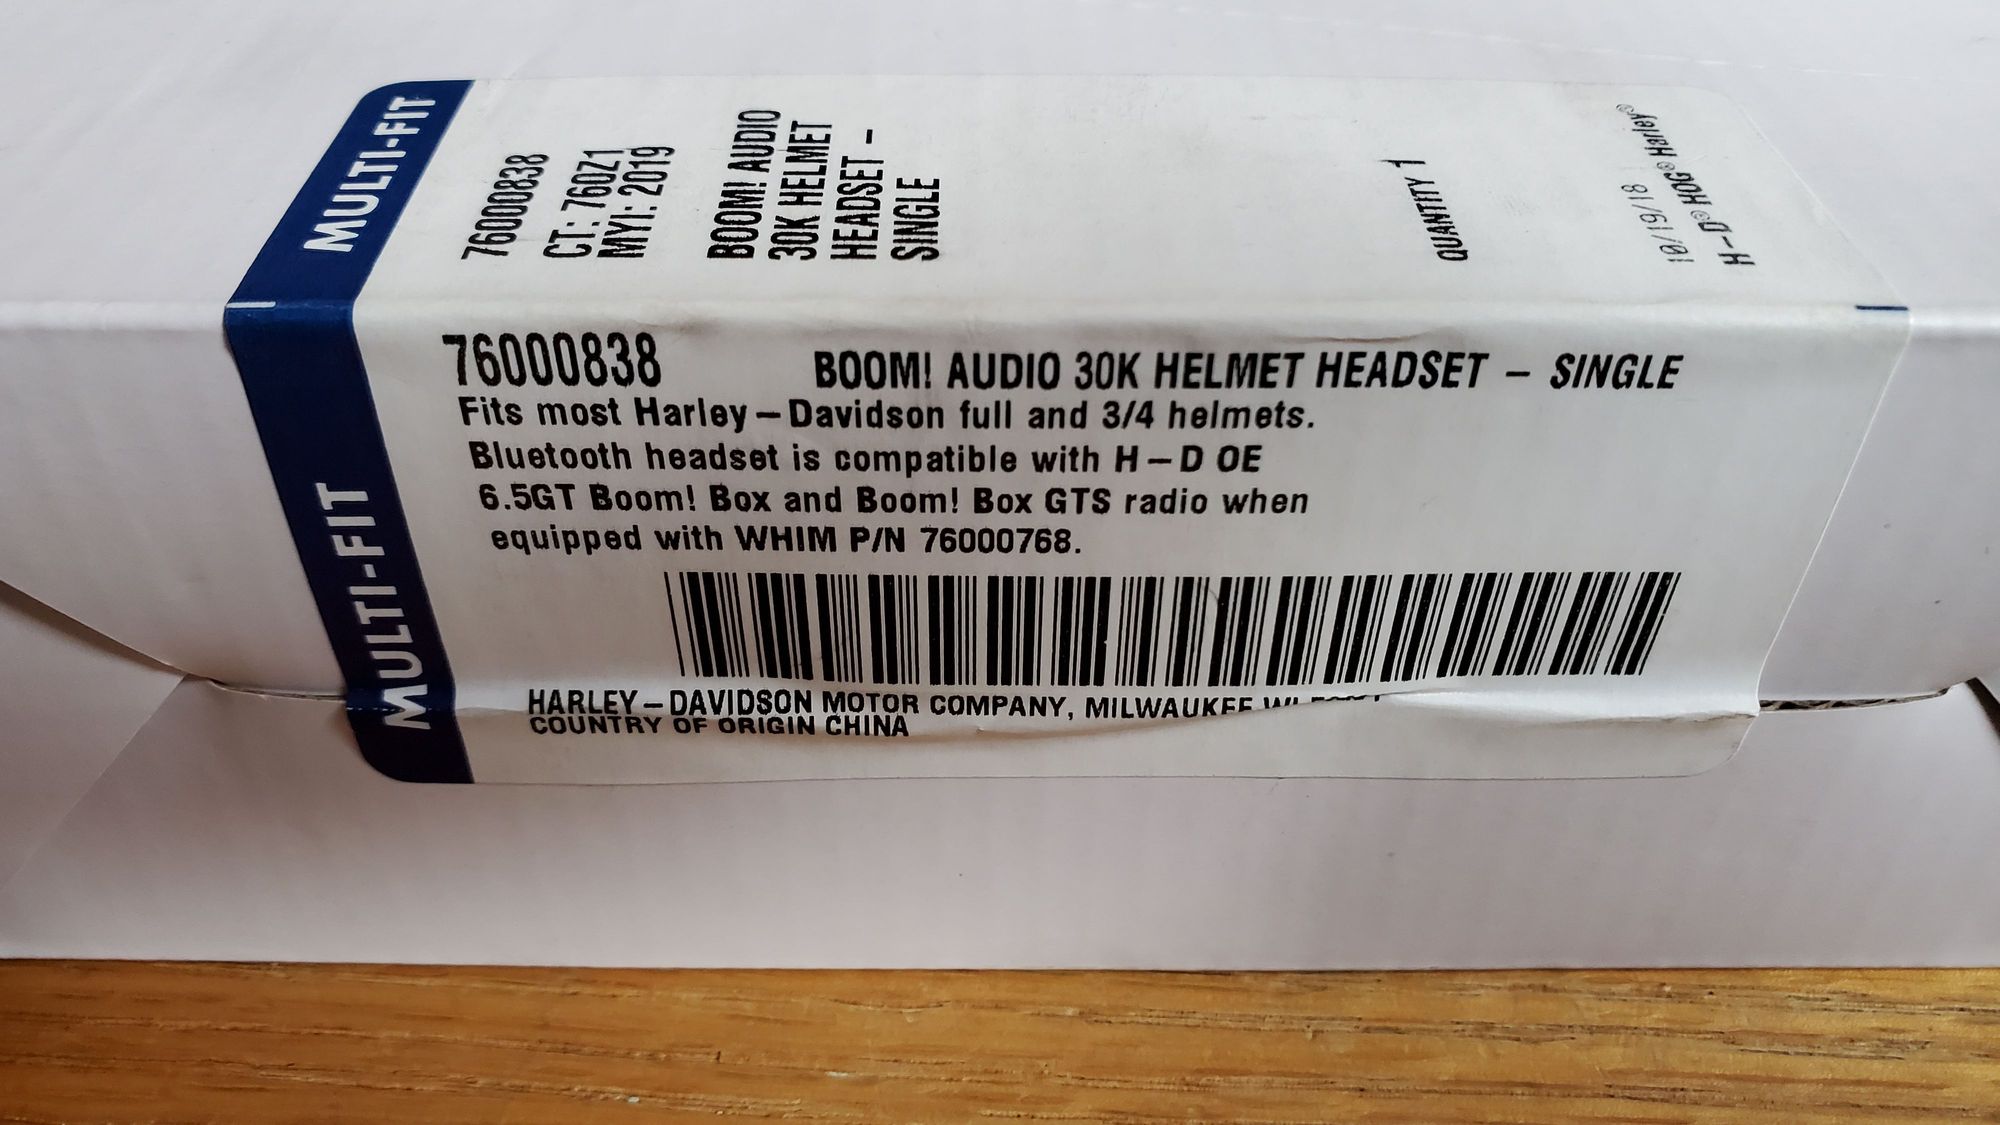 MULTI-FIT
76000838
CT: 760Z1
MYI: 2019
BOOM! AUDIO
30K HELMET
HEADSET –
SINGLE
QUANTITY 1
10/19/18
H–D® HOG® Harley®
MULTI-FIT
76000838 BOOM! AUDIO 30K HELMET HEADSET – SINGLE
Fits most Harley–Davidson full and 3/4 helmets.
Bluetooth headset is compatible with H–D OE
6.5GT Boom! Box and Boom! Box GTS radio when
equipped with WHIM P/N 76000768.
HARLEY–DAVIDSON MOTOR COMPANY, MILWAUKEE WI
COUNTRY OF ORIGIN CHINA